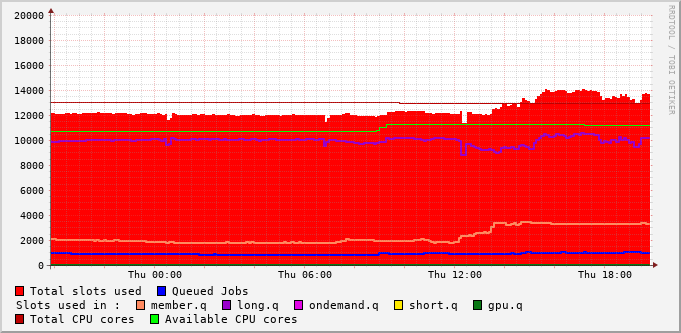 20000
18000
16000
14000
12000
10000
8000
6000
4000
2000
0
Thu 00:00 Thu 06:00 Thu 12:00 Thu 18:00
RRDTOOL / TOBI OETIKER
Total slots used Queued Jobs
Slots used in : member.q long.q ondemand.q short.q gpu.q
Total CPU cores Available CPU cores